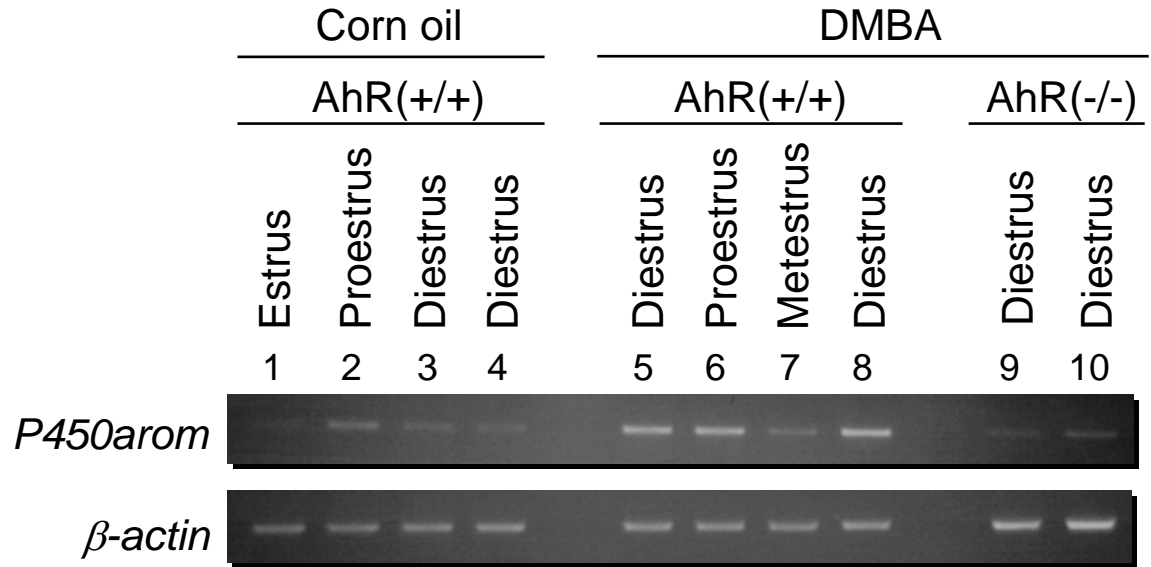 Corn oil DMBA
AhR(+/+) AhR(+/+) AhR(-/-)
Estrus Proestrus Diestrus Diestrus Diestrus Proestrus Metestrus Diestrus Diestrus Diestrus
1 2 3 4 5 6 7 8 9 10
P450arom
β-actin